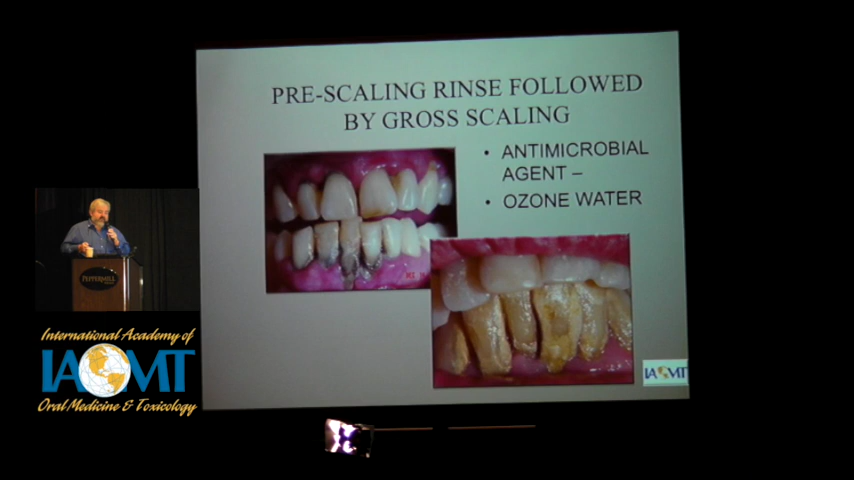 PRE-SCALING RINSE FOLLOWED
BY GROSS SCALING
• ANTIMICROBIAL
AGENT –
• OZONE WATER
IAOMT
PEPPERMILL
International Academy of
IAOMT
Oral Medicine & Toxicology